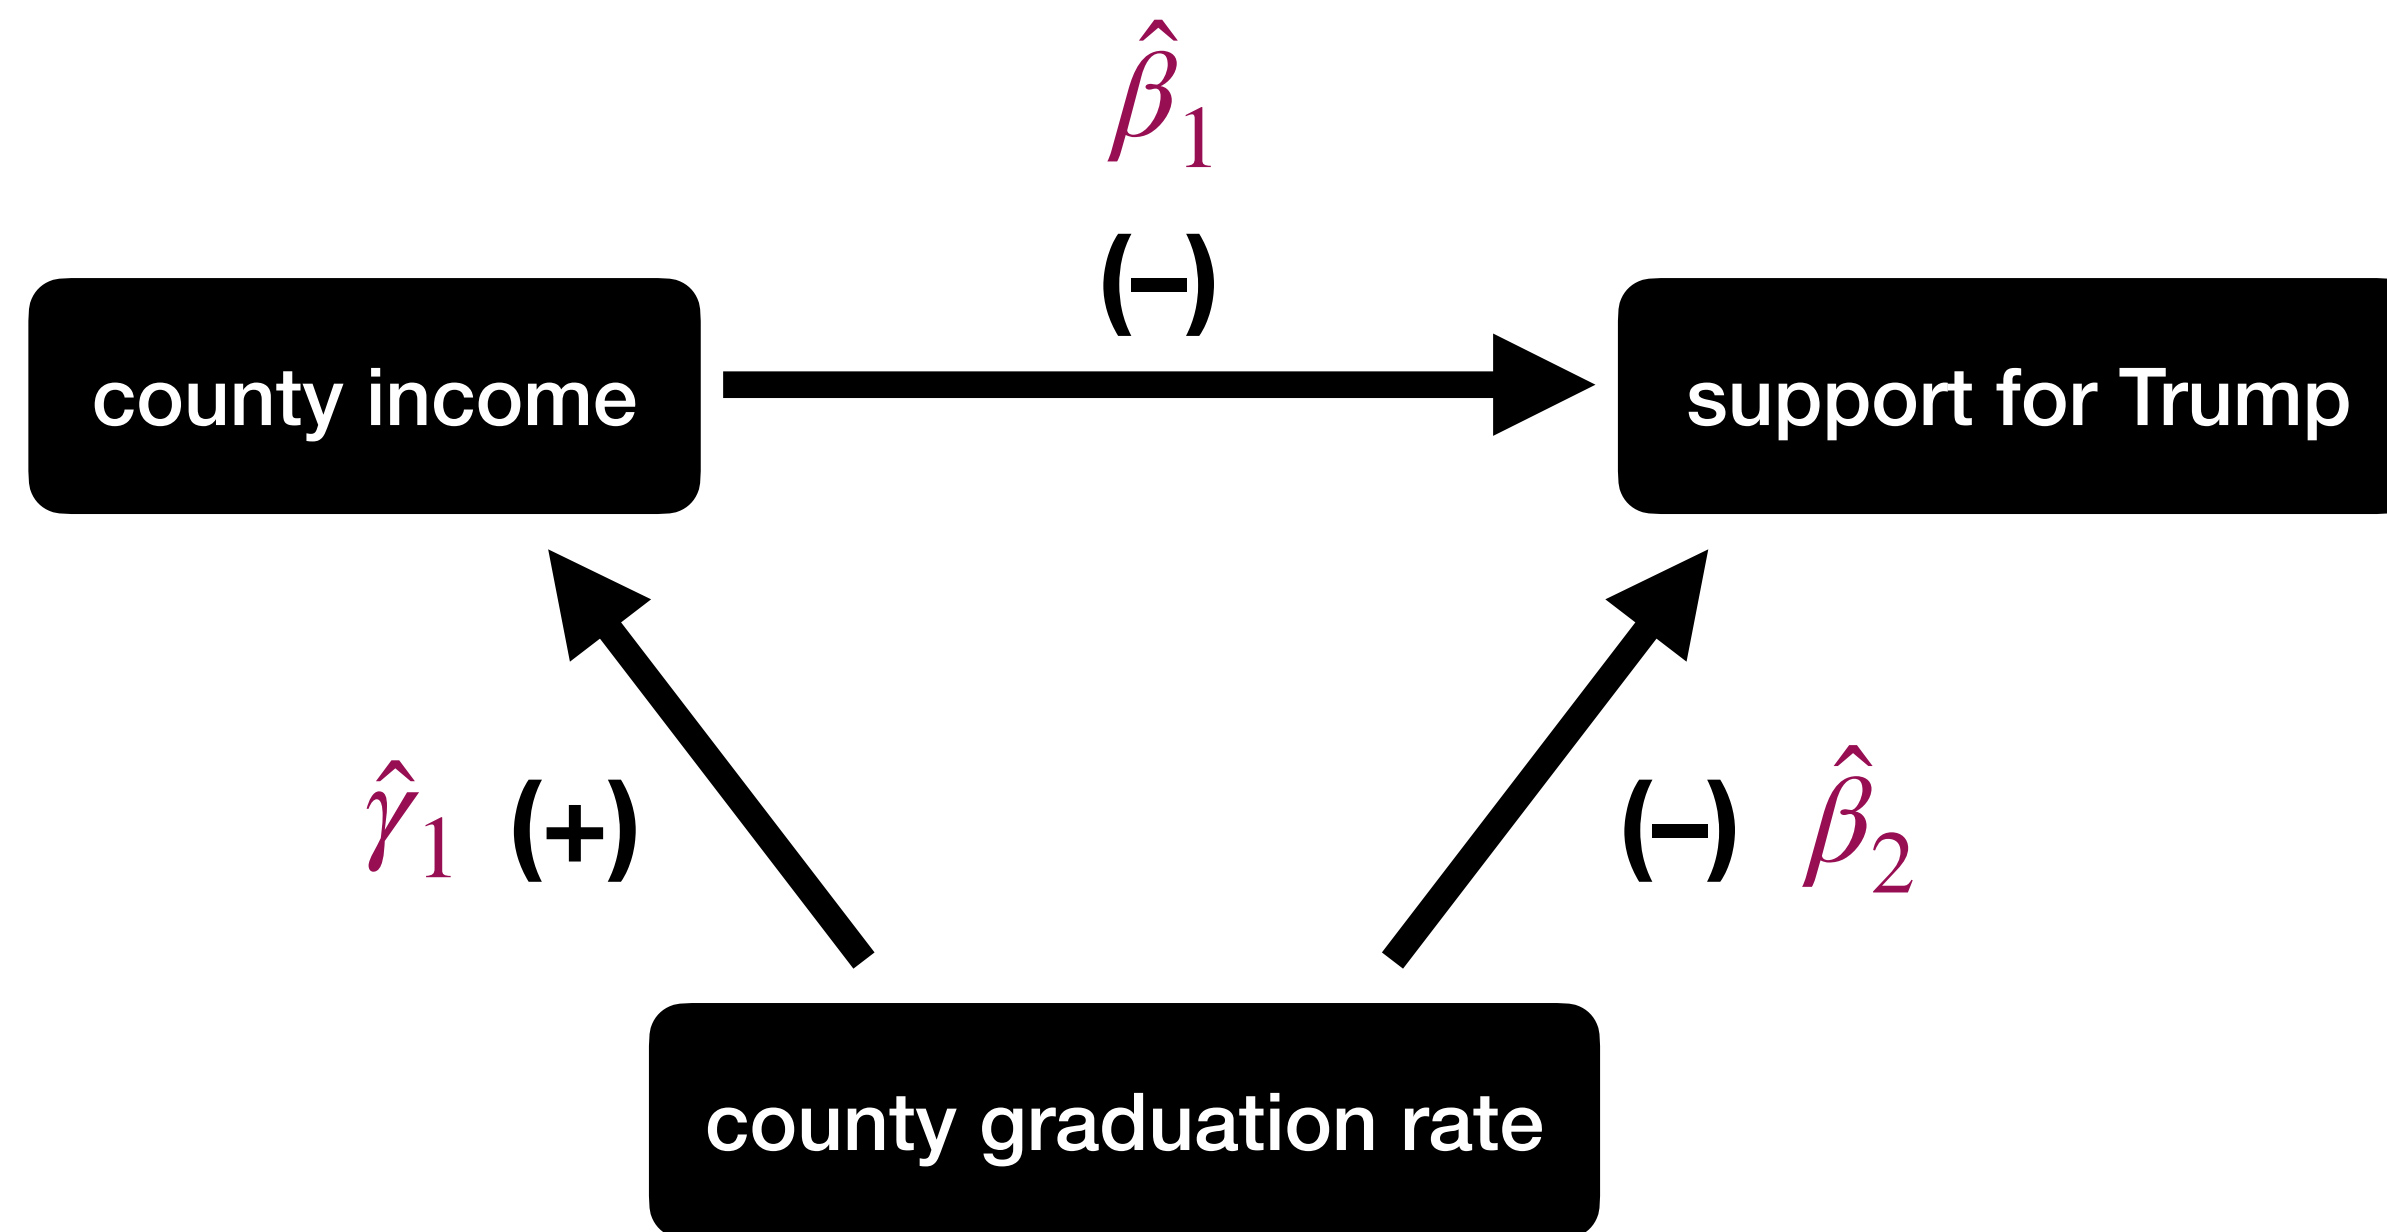 β̂₁
(–)
county income
support for Trump
γ̂₁ (+)
(–) β̂₂
county graduation rate